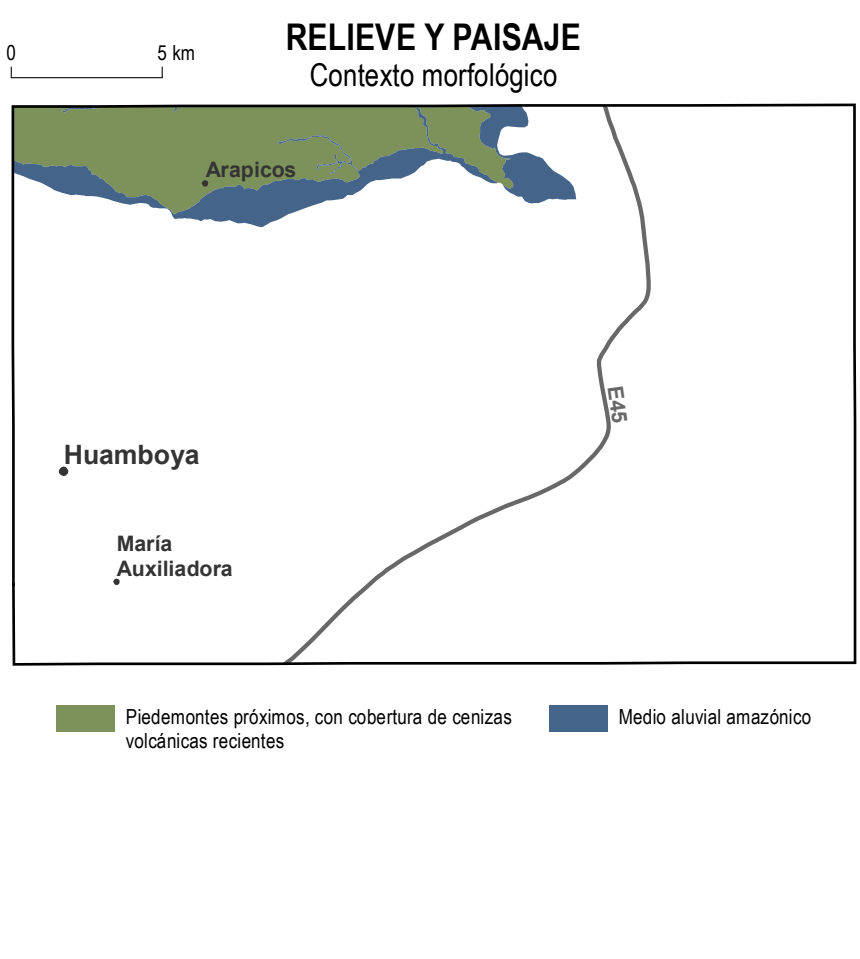 RELIEVE Y PAISAJE
Contexto morfológico
0 5 km
Arapicos
E45
Huamboya
María
Auxiliadora
Piedemontes próximos, con cobertura de cenizas
volcánicas recientes
Medio aluvial amazónico